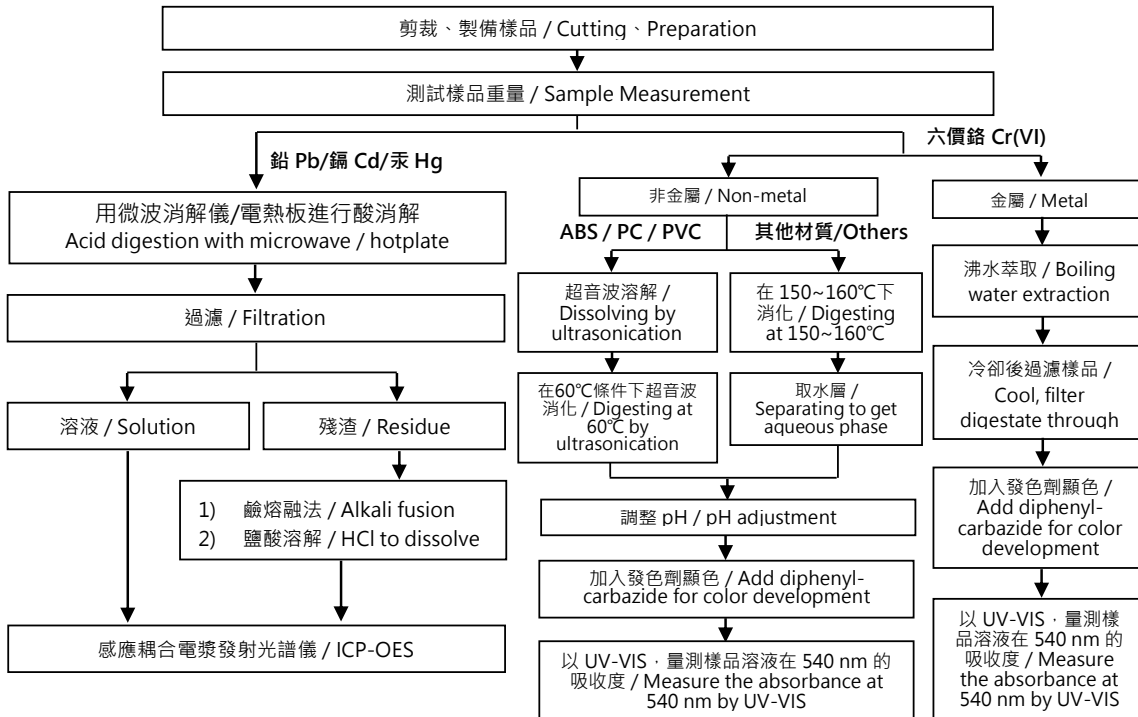 剪裁、製備樣品 / Cutting、Preparation
測試樣品重量 / Sample Measurement
鉛 Pb/鎘 Cd/汞 Hg
六價鉻 Cr(VI)
用微波消解儀/電熱板進行酸消解
Acid digestion with microwave / hotplate
過濾 / Filtration
溶液 / Solution
殘渣 / Residue
1) 鹼熔融法 / Alkali fusion
2) 鹽酸溶解 / HCl to dissolve
感應耦合電漿發射光譜儀 / ICP-OES
非金屬 / Non-metal
ABS / PC / PVC
其他材質/Others
超音波溶解 /
Dissolving by
ultrasonication
在60℃條件下超音波
消化 / Digesting at
60℃ by
ultrasonication
在 150~160℃下
消化 / Digesting
at 150~160℃
取水層 /
Separating to get
aqueous phase
調整 pH / pH adjustment
加入發色劑顯色 / Add diphenyl-
carbazide for color development
以 UV-VIS，量測樣品溶液在 540 nm 的
吸收度 / Measure the absorbance at
540 nm by UV-VIS
金屬 / Metal
沸水萃取 / Boiling
water extraction
冷卻後過濾樣品 /
Cool, filter
digestate through
加入發色劑顯色 /
Add diphenyl-
carbazide for color
development
以 UV-VIS，量測樣
品溶液在 540 nm 的
吸收度 / Measure
the absorbance at
540 nm by UV-VIS